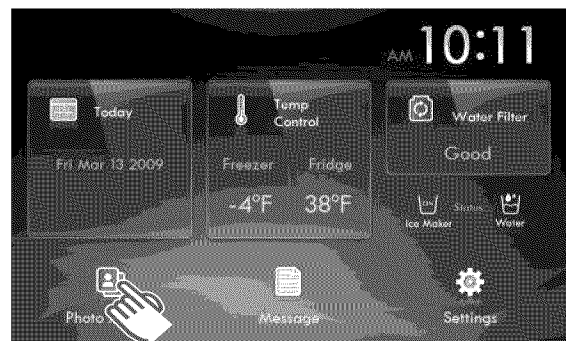 AM 10:11
Today
Fri Mar 13 2009
Temp
Control
Freezer Fridge
-4°F 38°F
Water Filter
Good
ON
Ice Maker Status Water
Photo
Message
Settings